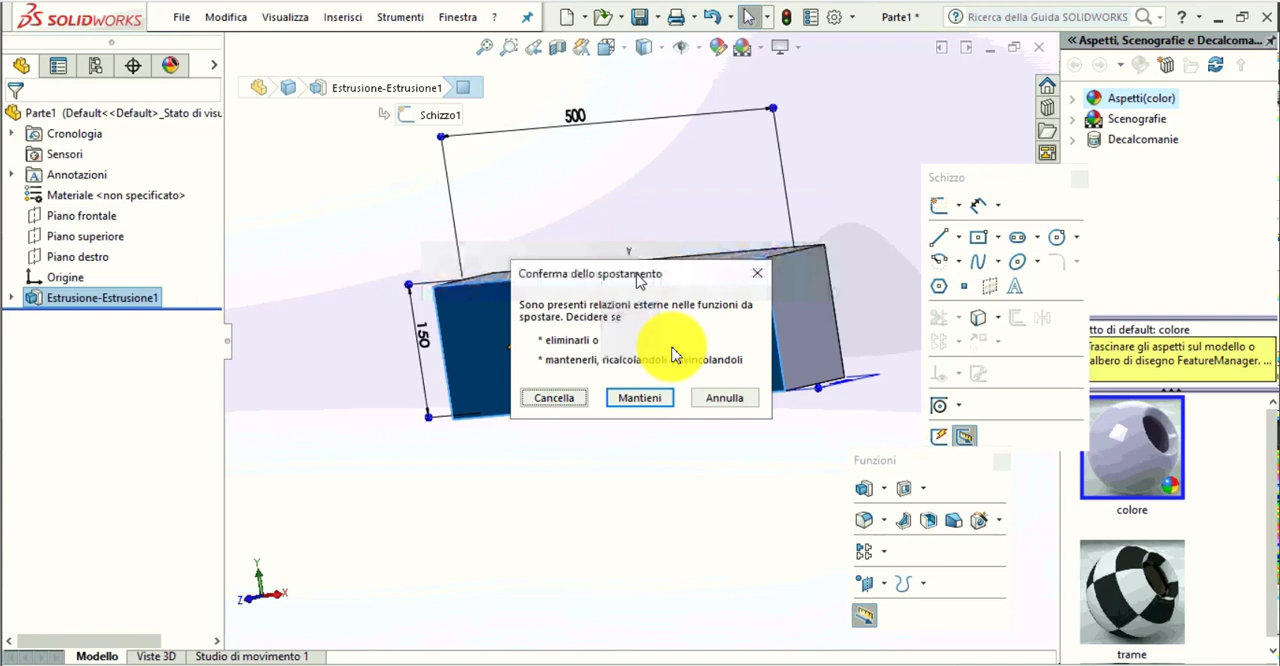 SOLIDWORKS
File Modifica Visualizza Inserisci Strumenti Finestra ?
Parte1 *
Ricerca della Guida SOLIDWORKS
?
Parte1 (Default<<Default>_Stato di visu
Cronologia
Sensori
Annotazioni
Materiale <non specificato>
Piano frontale
Piano superiore
Piano destro
Origine
Estrusione-Estrusione1
Estrusione-Estrusione1
Schizzo1
500
150
Y
Conferma dello spostamento
Sono presenti relazioni esterne nelle funzioni da
spostare. Decidere se
* eliminarli o
* mantenerli, ricalcolandoli
Cancella Mantieni Annulla
Y
Z
X
Schizzo
Funzioni
Aspetti, Scenografie e Decalcoma...
Aspetti(color)
Scenografie
Decalcomanie
tto di default: colore
Trascinare gli aspetti sul modello o
albero di disegno FeatureManager. ...
colore
trame
Modello Viste 3D Studio di movimento 1